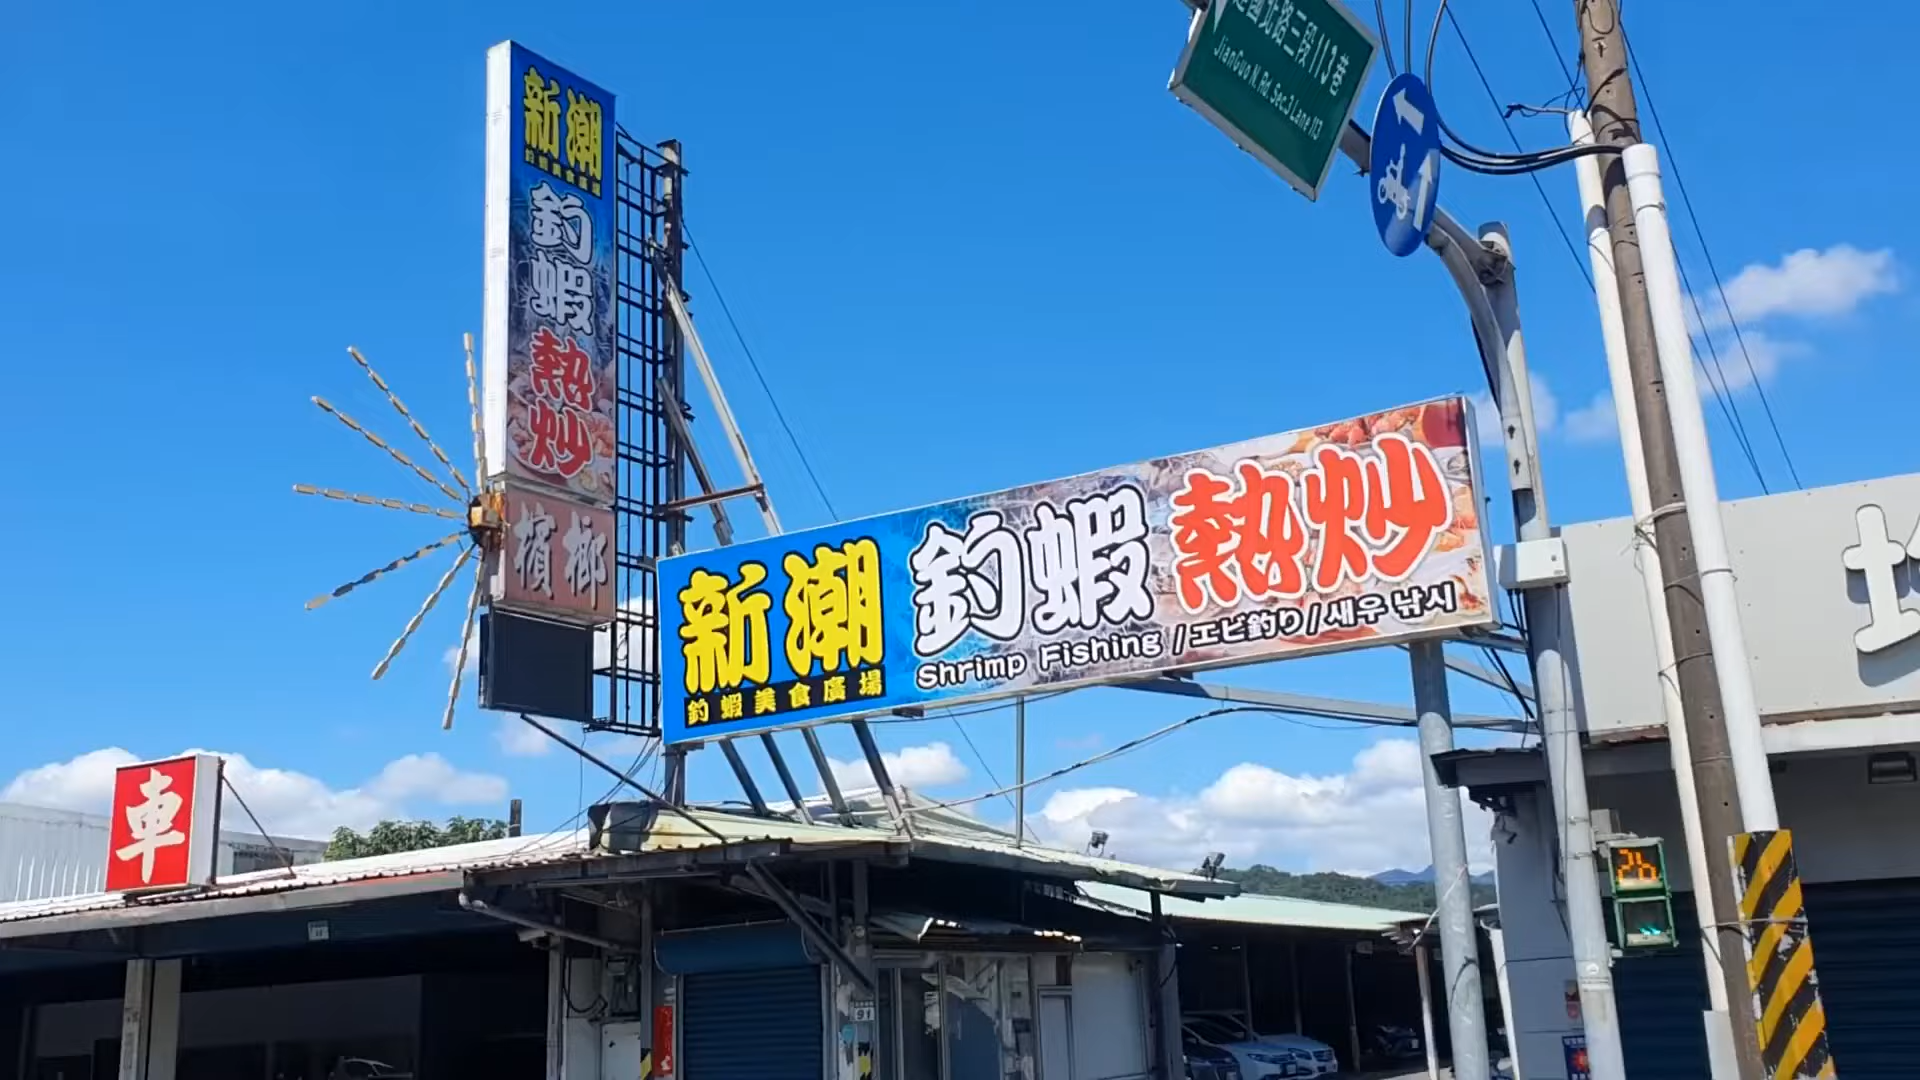 新潮
釣蝦美食廣場
釣蝦
熱炒
檳榔
建國北路三段113巷
JianGuo N. Rd. Sec.3 Lane 113
新潮 釣蝦 熱炒
釣蝦美食廣場
Shrimp Fishing / エビ釣り / 새우 낚시
車
26
91